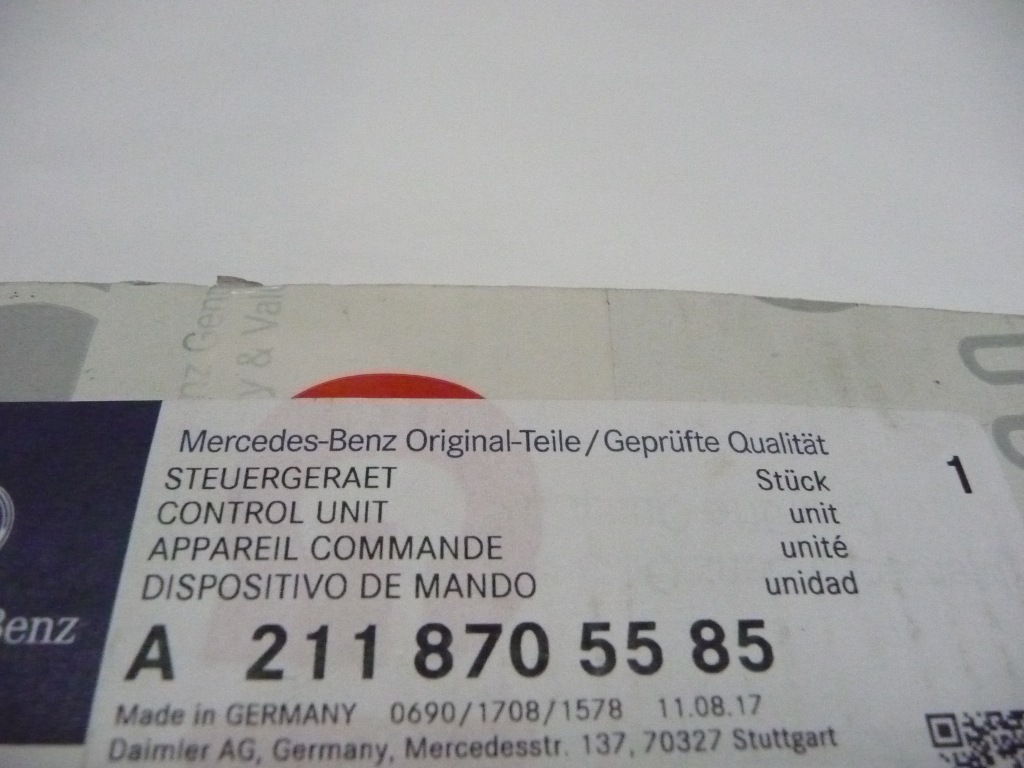 y & Val
Mercedes-Benz Original-Teile / Geprüfte Qualität
STEUERGERAET Stück 1
CONTROL UNIT unit
APPAREIL COMMANDE unité
DISPOSITIVO DE MANDO unidad
Benz
A 211 870 55 85
Made in GERMANY 0690/1708/1578 11.08.17
Daimler AG, Germany, Mercedesstr. 137, 70327 Stuttgart